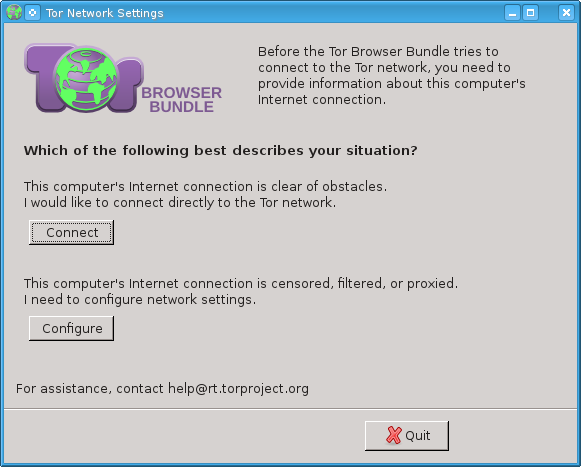 Tor Network Settings
Tor
BROWSER
BUNDLE
Before the Tor Browser Bundle tries to
connect to the Tor network, you need to
provide information about this computer's
Internet connection.
Which of the following best describes your situation?
This computer's Internet connection is clear of obstacles.
I would like to connect directly to the Tor network.
Connect
This computer's Internet connection is censored, filtered, or proxied.
I need to configure network settings.
Configure
For assistance, contact help@rt.torproject.org
Quit